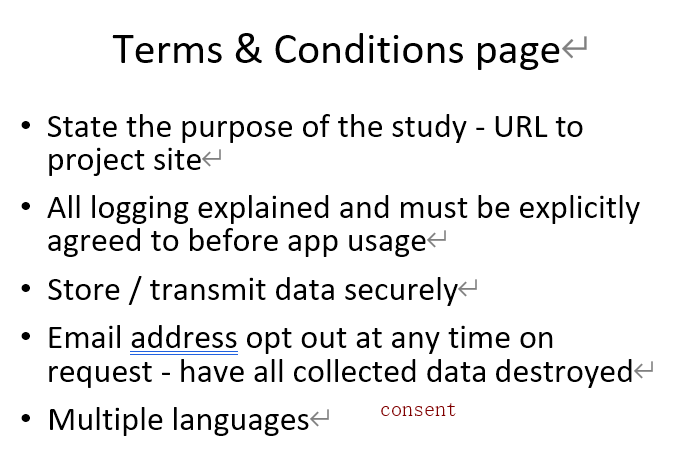 Terms & Conditions page↵
• State the purpose of the study - URL to
project site↵
• All logging explained and must be explicitly
agreed to before app usage↵
• Store / transmit data securely↵
• Email address opt out at any time on
request - have all collected data destroyed↵
• Multiple languages↵
consent